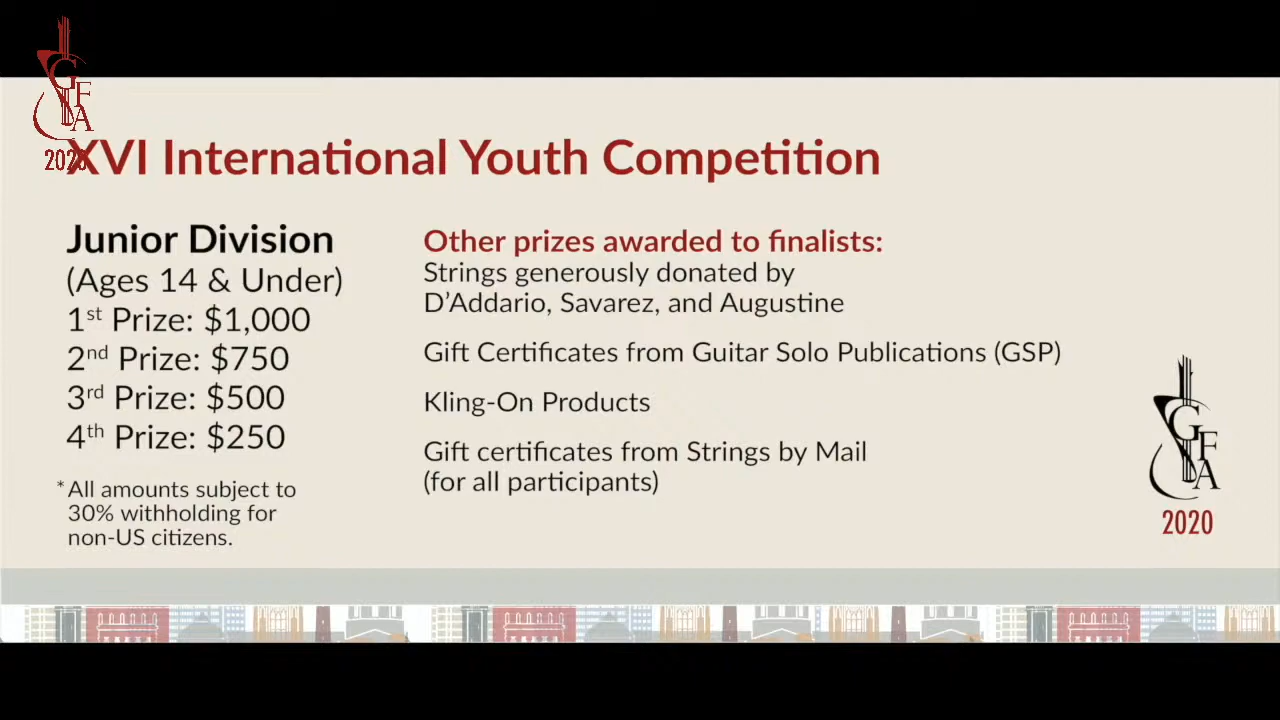 GFA
2020
XVI International Youth Competition
Junior Division
(Ages 14 & Under)
1st Prize: $1,000
2nd Prize: $750
3rd Prize: $500
4th Prize: $250
*All amounts subject to
30% withholding for
non-US citizens.
Other prizes awarded to finalists:
Strings generously donated by
D'Addario, Savarez, and Augustine
Gift Certificates from Guitar Solo Publications (GSP)
Kling-On Products
Gift certificates from Strings by Mail
(for all participants)
GFA
2020